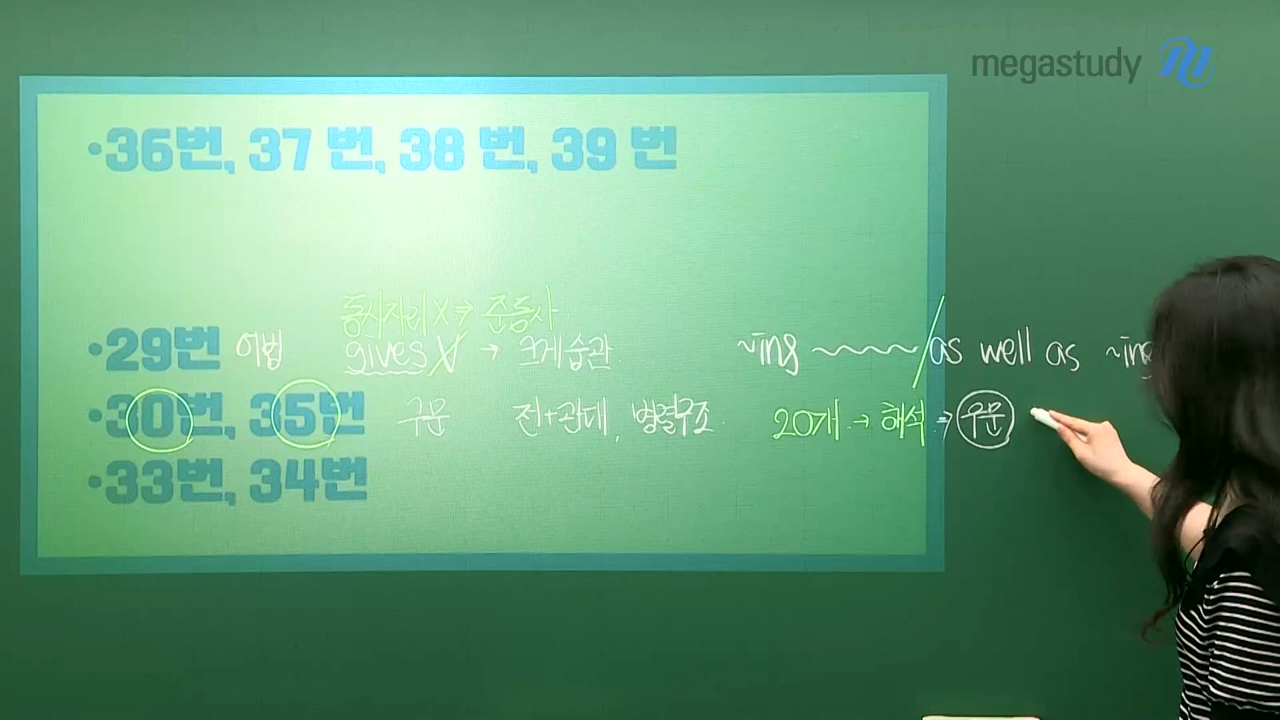 megastudy
•36번, 37 번, 38 번, 39 번
동사자리 X → 준동사
•29번 어법 gives X → 크게 습관 ~ing ~~~~ / as well as ~ing
•30번, 35번 구문 전+관대, 병렬구조 20개 → 해석 ⇒ 구문
•33번, 34번